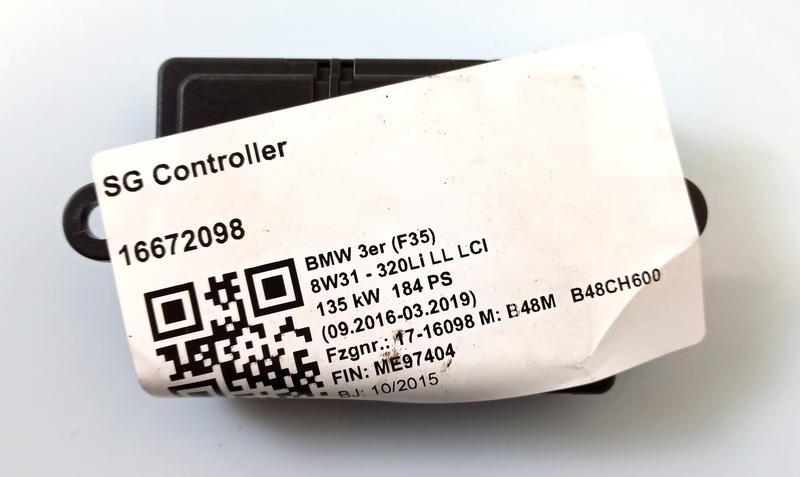 SG Controller
16672098
BMW 3er (F35)
8W31 - 320Li LL LCI
135 kW 184 PS
(09.2016-03.2019)
Fzgnr.: 17-16098 M: B48M B48CH600
FIN: ME97404
BJ: 10/2015